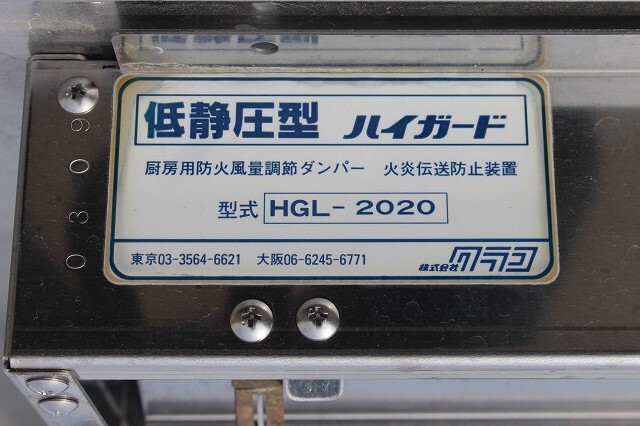 低静圧型 ハイガード
厨房用防火風量調節ダンパー 火炎伝送防止装置
型式 HGL-2020
東京03-3564-6621 大阪06-6245-6771 株式会社クラコ
0309